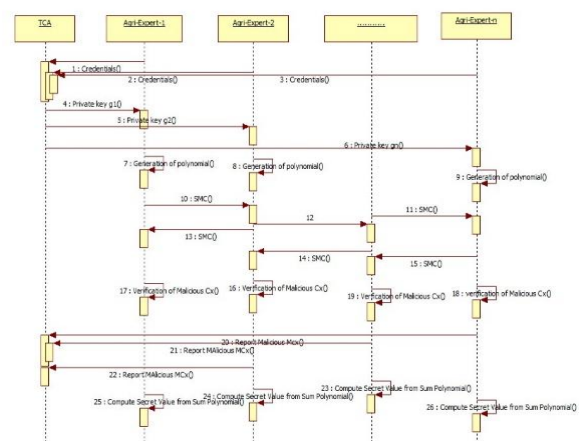 TCA
Agri-Expert-1
Agri-Expert-2
............
Agri-Expert-n
1 : Credentials()
2 : Credentials()
3 : Credentials()
4 : Private key g1()
5 : Private key g2()
6 : Private key gn()
7 : Generation of polynomial()
8 : Generation of polynomial()
9 : Generation of polynomial()
10 : SMC()
11 : SMC()
12
13 : SMC()
14 : SMC()
15 : SMC()
16 : Verification of Malicious Cx()
17 : Verification of Malicious Cx()
18 : verification of Malicious Cx()
19 : Verification of Malicious Cx()
20 : Report Malicious MCx()
21 : Report MAlicious MCx()
22 : Report MAlicious MCx()
23 : Compute Secret Value from Sum Polynomial()
24 : Compute Secret Value from Sum Polynomial()
25 : Compute Secret Value from Sum Polynomial()
26 : Compute Secret Value from Sum Polynomial()